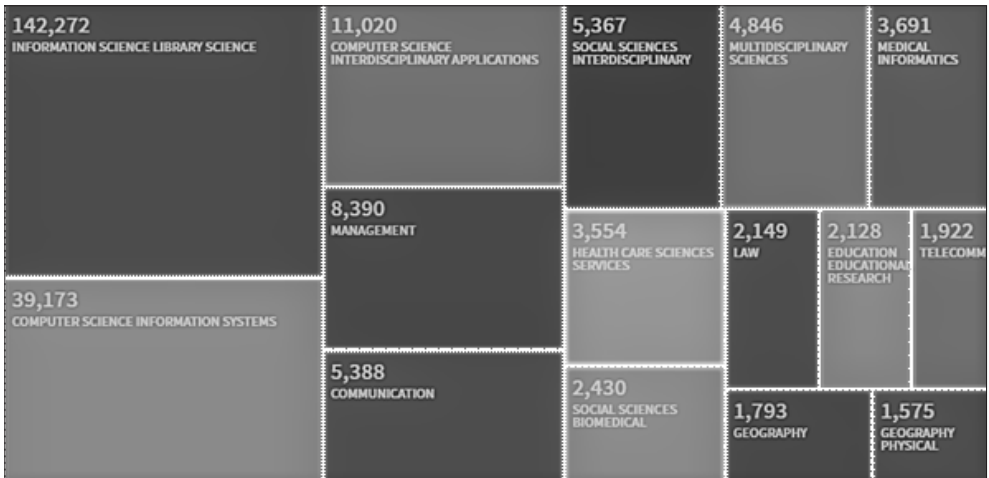 142,272
INFORMATION SCIENCE LIBRARY SCIENCE
39,173
COMPUTER SCIENCE INFORMATION SYSTEMS
11,020
COMPUTER SCIENCE
INTERDISCIPLINARY APPLICATIONS
8,390
MANAGEMENT
5,388
COMMUNICATION
5,367
SOCIAL SCIENCES
INTERDISCIPLINARY
4,846
MULTIDISCIPLINARY
SCIENCES
3,691
MEDICAL
INFORMATICS
3,554
HEALTH CARE SCIENCES
SERVICES
2,430
SOCIAL SCIENCES
BIOMEDICAL
2,149
LAW
2,128
EDUCATION
EDUCATIONAL
RESEARCH
1,922
TELECOMM
1,793
GEOGRAPHY
1,575
GEOGRAPHY
PHYSICAL